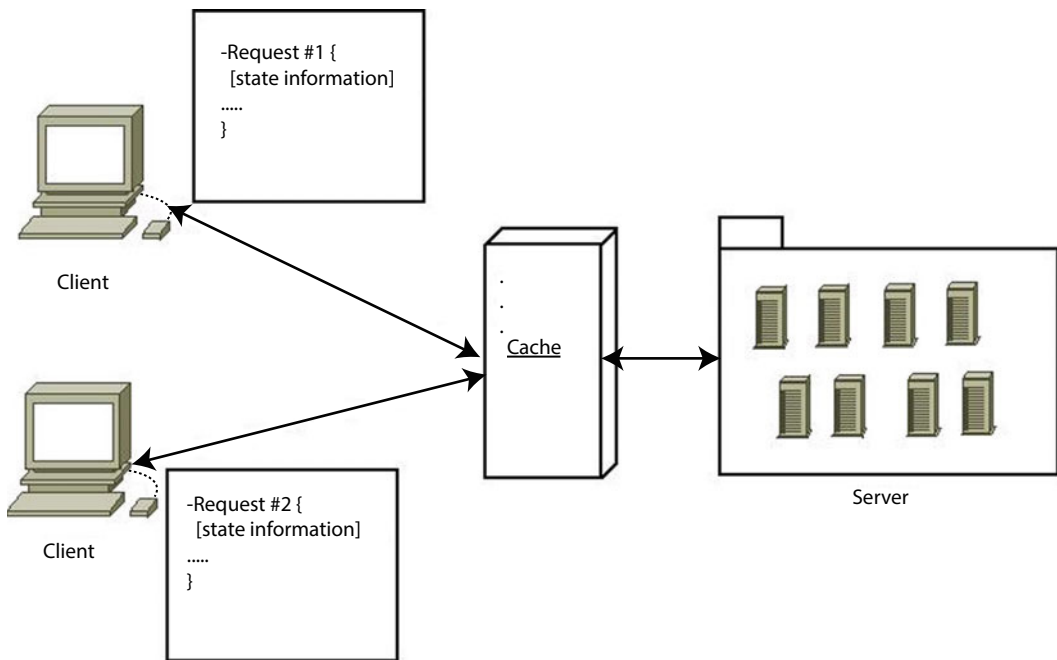 -Request #1 {
[state information]
.....
}
Client
.
.
.
Cache
Server
Client
-Request #2 {
[state information]
.....
}